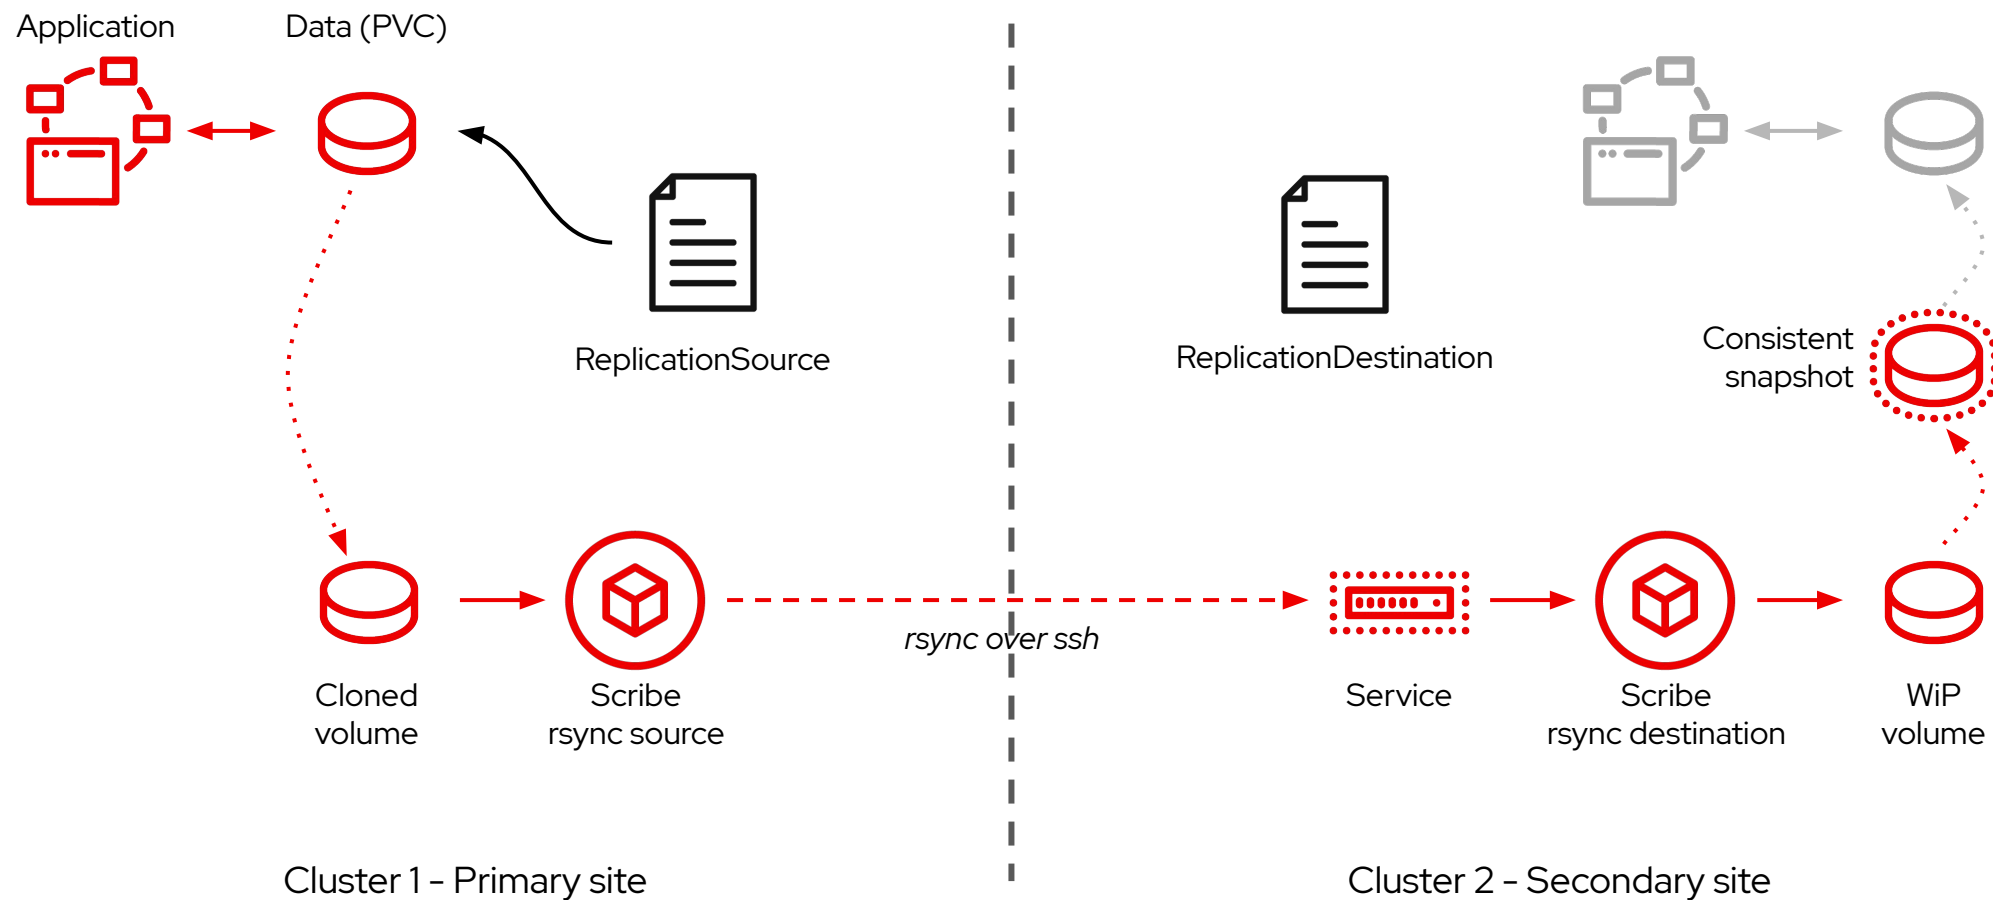 Application
Data (PVC)
ReplicationSource
ReplicationDestination
Consistent
snapshot
rsync over ssh
Cloned
volume
Scribe
rsync source
Service
Scribe
rsync destination
WiP
volume
Cluster 1 - Primary site
Cluster 2 - Secondary site